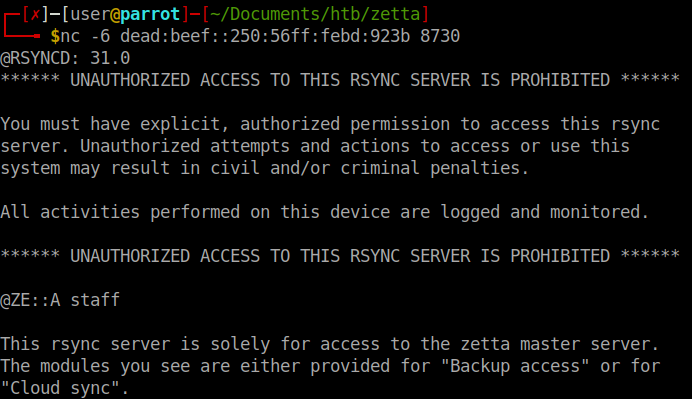 ┌─[✗]─[user@parrot]─[~/Documents/htb/zetta]
└──╼ $nc -6 dead:beef::250:56ff:febd:923b 8730
@RSYNCD: 31.0
****** UNAUTHORIZED ACCESS TO THIS RSYNC SERVER IS PROHIBITED ******
You must have explicit, authorized permission to access this rsync
server. Unauthorized attempts and actions to access or use this
system may result in civil and/or criminal penalties.
All activities performed on this device are logged and monitored.
****** UNAUTHORIZED ACCESS TO THIS RSYNC SERVER IS PROHIBITED ******
@ZE::A staff
This rsync server is solely for access to the zetta master server.
The modules you see are either provided for "Backup access" or for
"Cloud sync".